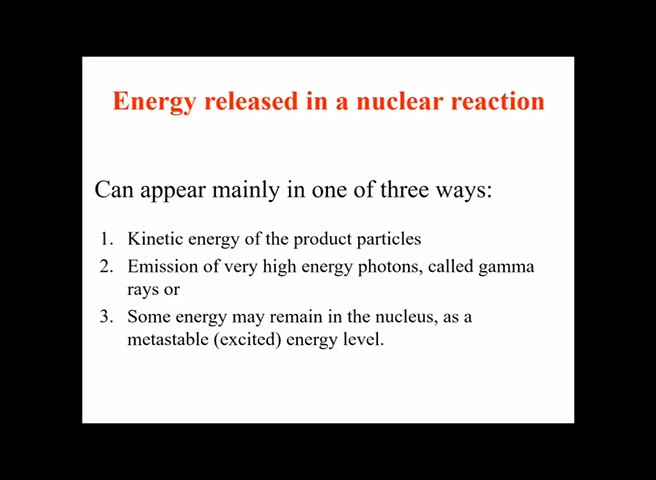 Energy released in a nuclear reaction
Can appear mainly in one of three ways:
1. Kinetic energy of the product particles
2. Emission of very high energy photons, called gamma
rays or
3. Some energy may remain in the nucleus, as a
metastable (excited) energy level.